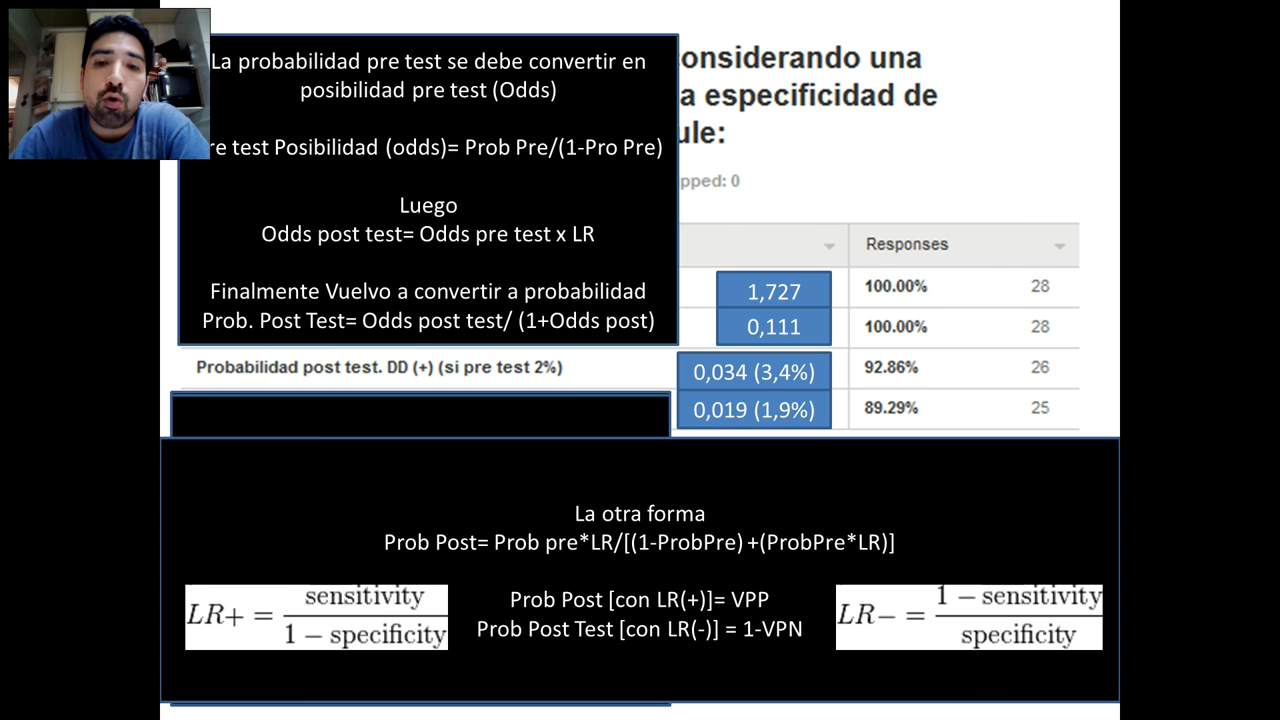 La probabilidad pre test se debe convertir en
posibilidad pre test (Odds)
re test Posibilidad (odds)= Prob Pre/(1-Pro Pre)
Luego
Odds post test= Odds pre test x LR
Finalmente Vuelvo a convertir a probabilidad
Prob. Post Test= Odds post test/ (1+Odds post)
onsiderando una
a especificidad de
ule:
pped: 0
Responses
1,727 100.00% 28
0,111 100.00% 28
Probabilidad post test. DD (+) (si pre test 2%) 0,034 (3,4%) 92.86% 26
0,019 (1,9%) 89.29% 25
La otra forma
Prob Post= Prob pre*LR/[(1-ProbPre) +(ProbPre*LR)]
LR+ = sensitivity / 1 − specificity
Prob Post [con LR(+)]= VPP
Prob Post Test [con LR(-)] = 1-VPN
LR− = 1 − sensitivity / specificity